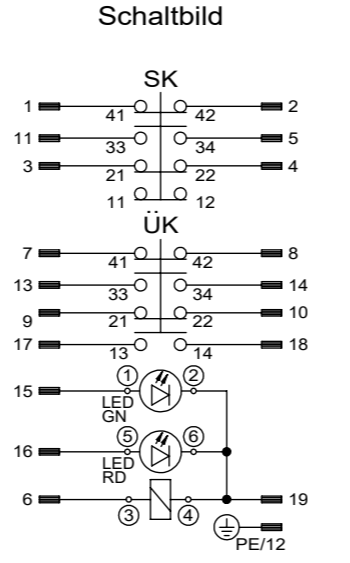 Schaltbild
SK
1 41 42 2
11 33 34 5
3 21 22 4
11 12
ÜK
7 41 42 8
13 33 34 14
9 21 22 10
17 13 14 18
15 1 2
LED
GN
16 5 6
LED
RD
6 3 4 19
PE/12